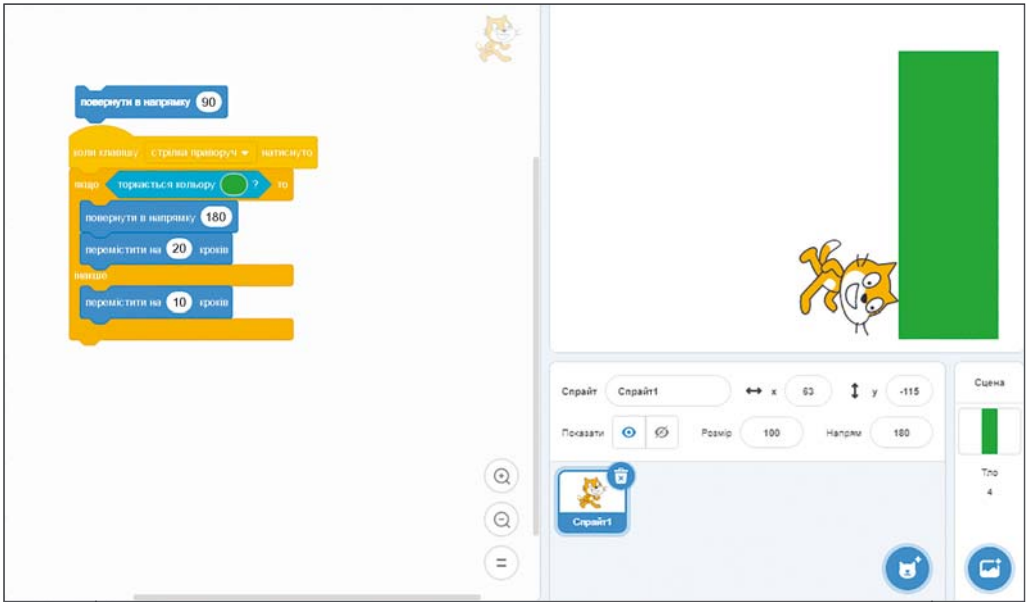 повернути в напрямку 90
коли клавішу стрілка праворуч натиснуто
якщо торкається кольору ? то
повернути в напрямку 180
перемістити на 20 кроків
інакше
перемістити на 10 кроків
Спрайт Спрайт1 x 63 y -115
Показати Розмір 100 Напрям 180
Спрайт1
Сцена
Тло
4